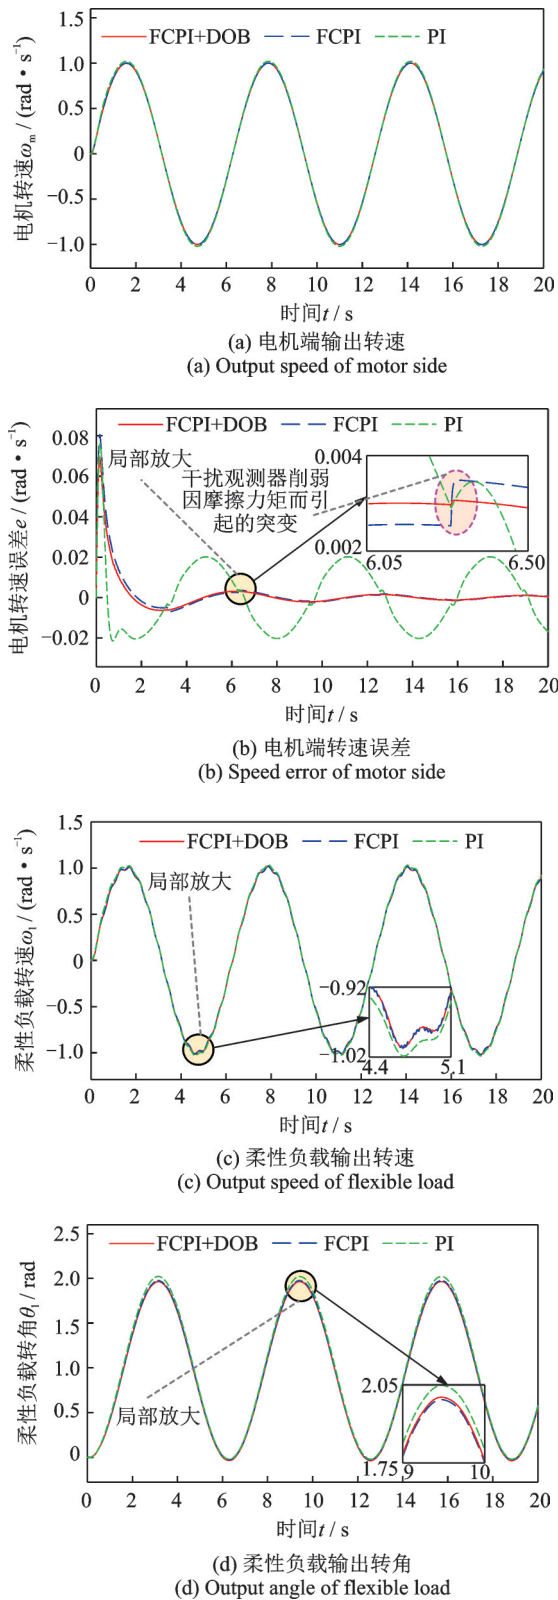 FCPI+DOB FCPI PI
1.5
1.0
0.5
0
−0.5
−1.0
电机转速ωm / (rad·s⁻¹)
0 2 4 6 8 10 12 14 16 18 20
时间t / s
(a) 电机端输出转速
(a) Output speed of motor side
FCPI+DOB FCPI PI
0.08
0.06
0.04
0.02
0
−0.02
电机转速误差e / (rad·s⁻¹)
局部放大
干扰观测器削弱
因摩擦力矩而引
起的突变
0.004
0.002
6.05 6.50
0 2 4 6 8 10 12 14 16 18 20
时间t / s
(b) 电机端转速误差
(b) Speed error of motor side
FCPI+DOB FCPI PI
1.5
1.0
0.5
0
−0.5
−1.0
柔性负载转速ωl / (rad·s⁻¹)
局部放大
−0.92
−1.02
4.4 5.1
0 2 4 6 8 10 12 14 16 18 20
时间t / s
(c) 柔性负载输出转速
(c) Output speed of flexible load
FCPI+DOB FCPI PI
2.5
2.0
1.5
1.0
0.5
0
柔性负载转角θl / rad
局部放大
2.05
1.75
9 10
0 2 4 6 8 10 12 14 16 18 20
时间t / s
(d) 柔性负载输出转角
(d) Output angle of flexible load